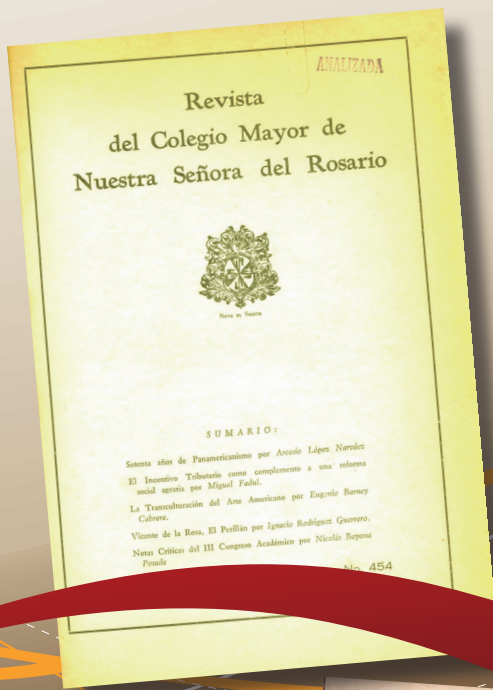 ANALIZADA
Revista
del Colegio Mayor de
Nuestra Señora del Rosario
Nova et Vetera
SUMARIO:
Setenta años de Panamericanismo por Arcesio López Narváez
El Incentivo Tributario como complemento a una reforma
social agraria por Miguel Fadul.
La Transculturación del Arte Americano por Eugenio Barney
Cabrera.
Vicente de la Rosa, El Perillán por Ignacio Rodríguez Guerrero.
Notas Críticas del III Congreso Académico por Nicolás Bayona
Posada
No. 454